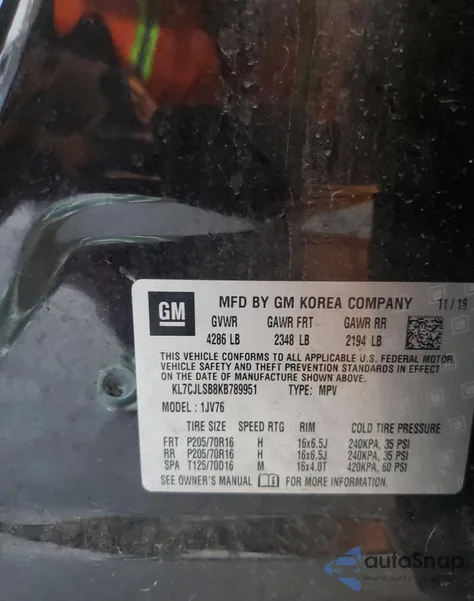 GM
MFD BY GM KOREA COMPANY 11/19
GVWR GAWR FRT GAWR RR
4286 LB 2348 LB 2194 LB
THIS VEHICLE CONFORMS TO ALL APPLICABLE U.S. FEDERAL MOTOR
VEHICLE SAFETY AND THEFT PREVENTION STANDARDS IN EFFECT
ON THE DATE OF MANUFACTURE SHOWN ABOVE.
KL7CJLSB8KB789951 TYPE: MPV
MODEL: 1JV76
TIRE SIZE SPEED RTG RIM COLD TIRE PRESSURE
FRT P205/70R16 H 16x6.5J 240KPA, 35 PSI
RR P205/70R16 H 16x6.5J 240KPA, 35 PSI
SPA T125/70D16 M 16x4.0T 420KPA, 60 PSI
SEE OWNER'S MANUAL FOR MORE INFORMATION
autoSnap